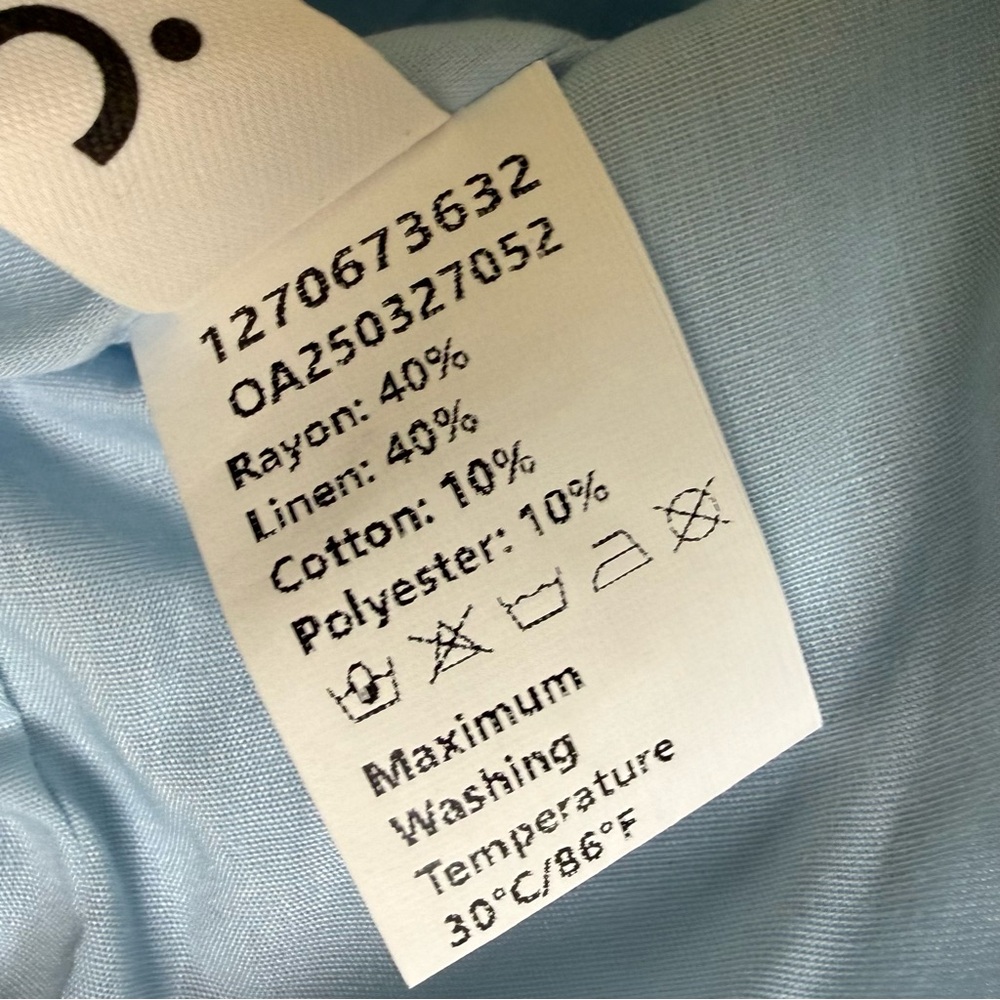 1270673632
OA250327052
Rayon: 40%
Linen: 40%
Cotton: 10%
Polyester: 10%
Maximum
Washing
Temperature
30°C/86°F